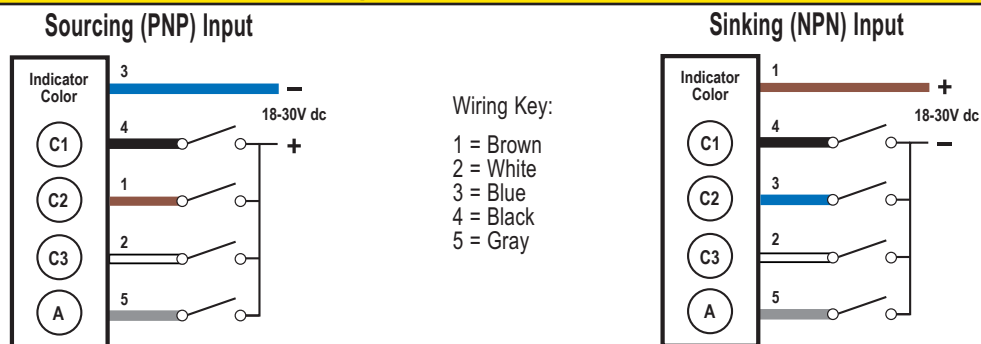 Sourcing (PNP) Input
Indicator
Color
3
–
18-30V dc
C1
4
+
C2
1
C3
2
A
5
Wiring Key:
1 = Brown
2 = White
3 = Blue
4 = Black
5 = Gray
Sinking (NPN) Input
Indicator
Color
1
+
18-30V dc
C1
4
–
C2
3
C3
2
A
5